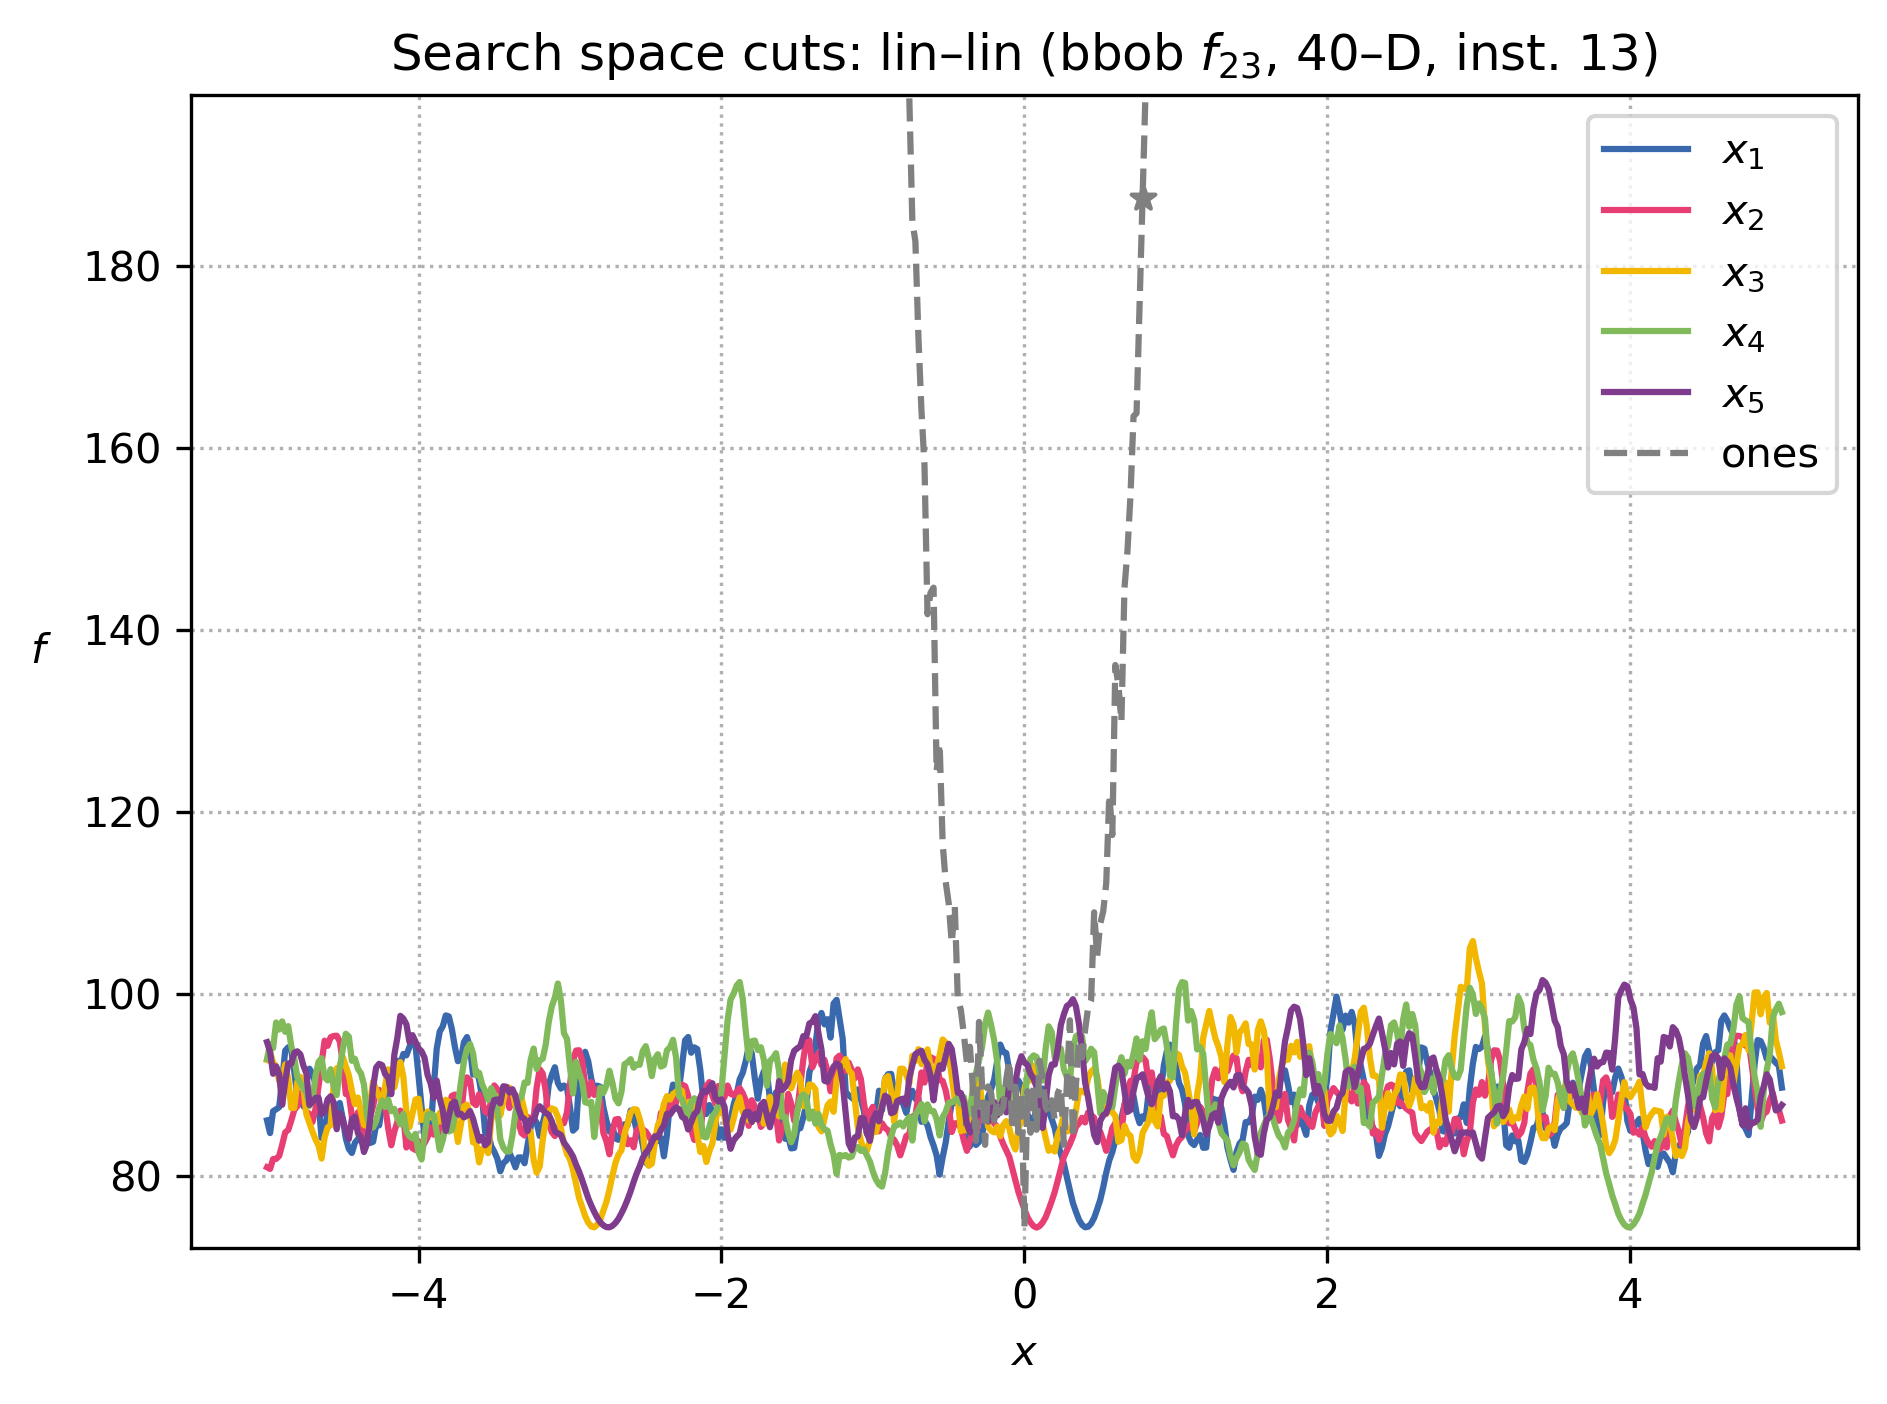 Search space cuts: lin–lin (bbob f₂₃, 40–D, inst. 13)
x₁
x₂
x₃
x₄
x₅
ones
180
160
140
120
100
80
f
−4 −2 0 2 4
x